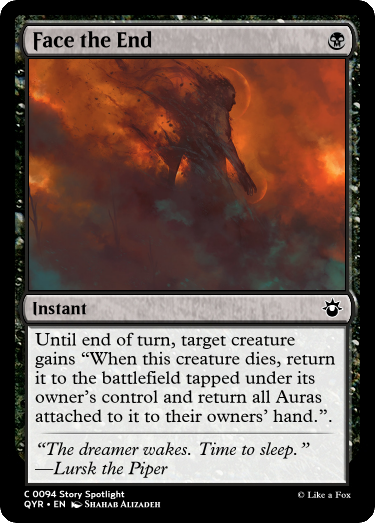 Face the End
Instant
Until end of turn, target creature
gains “When this creature dies, return
it to the battlefield tapped under its
owner’s control and return all Auras
attached to it to their owners’ hand.”.
“The dreamer wakes. Time to sleep.”
—Lursk the Piper
C 0094 Story Spotlight
QYR • EN Shahab Alizadeh
© Like a Fox